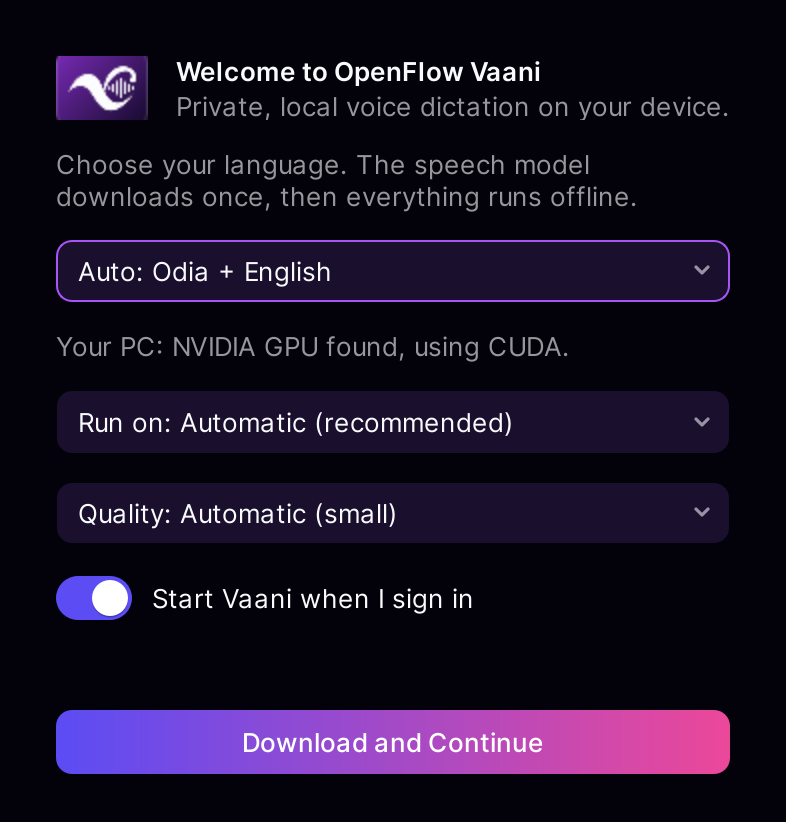 Welcome to OpenFlow Vaani
Private, local voice dictation on your device.
Choose your language. The speech model
downloads once, then everything runs offline.
Auto: Odia + English
Your PC: NVIDIA GPU found, using CUDA.
Run on: Automatic (recommended)
Quality: Automatic (small)
Start Vaani when I sign in
Download and Continue